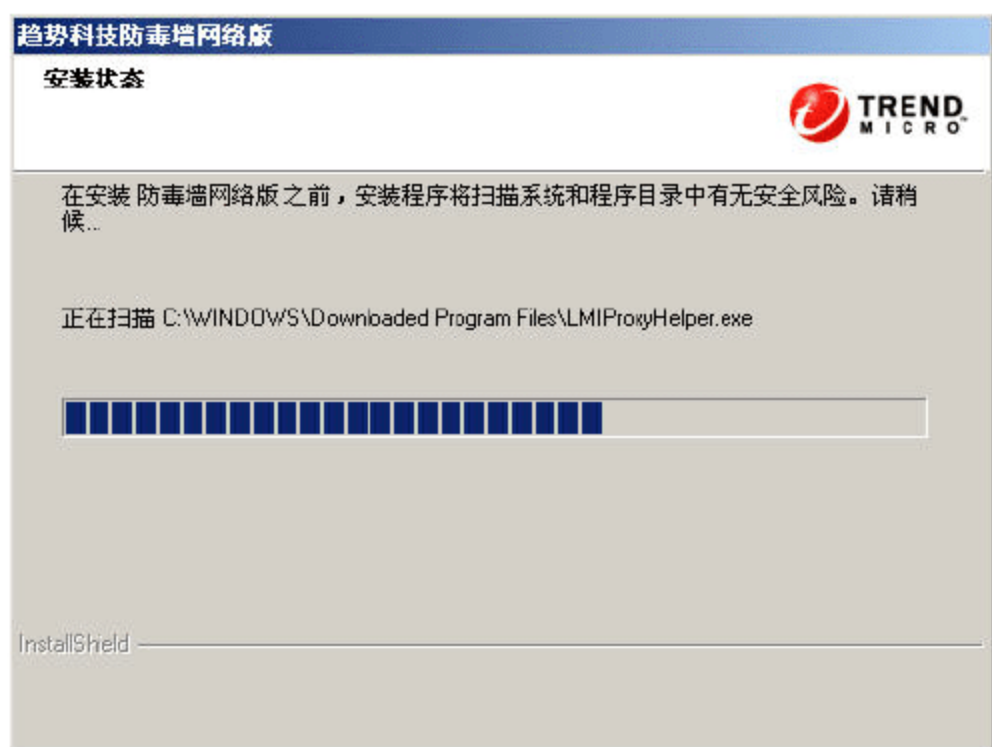 趋势科技防毒墙网络版
安装状态
TREND
MICRO™
在安装 防毒墙网络版 之前，安装程序将扫描系统和程序目录中有无安全风险。请稍
候...
正在扫描 C:\WINDOWS\Downloaded Program Files\LMIProxyHelper.exe
InstallShield